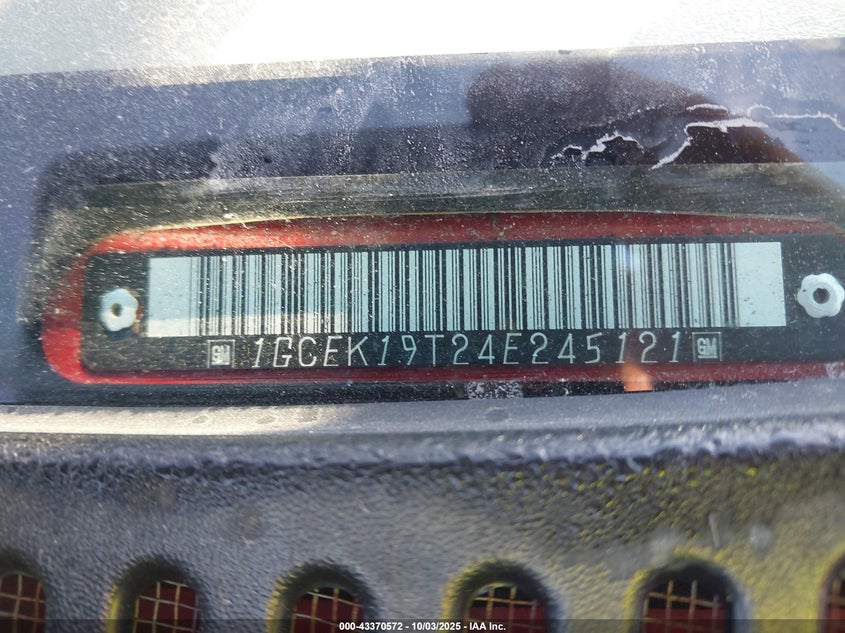 GM 1GCEK19T24E245121 GM
000-43370572 • 10/03/2025 • IAA Inc.